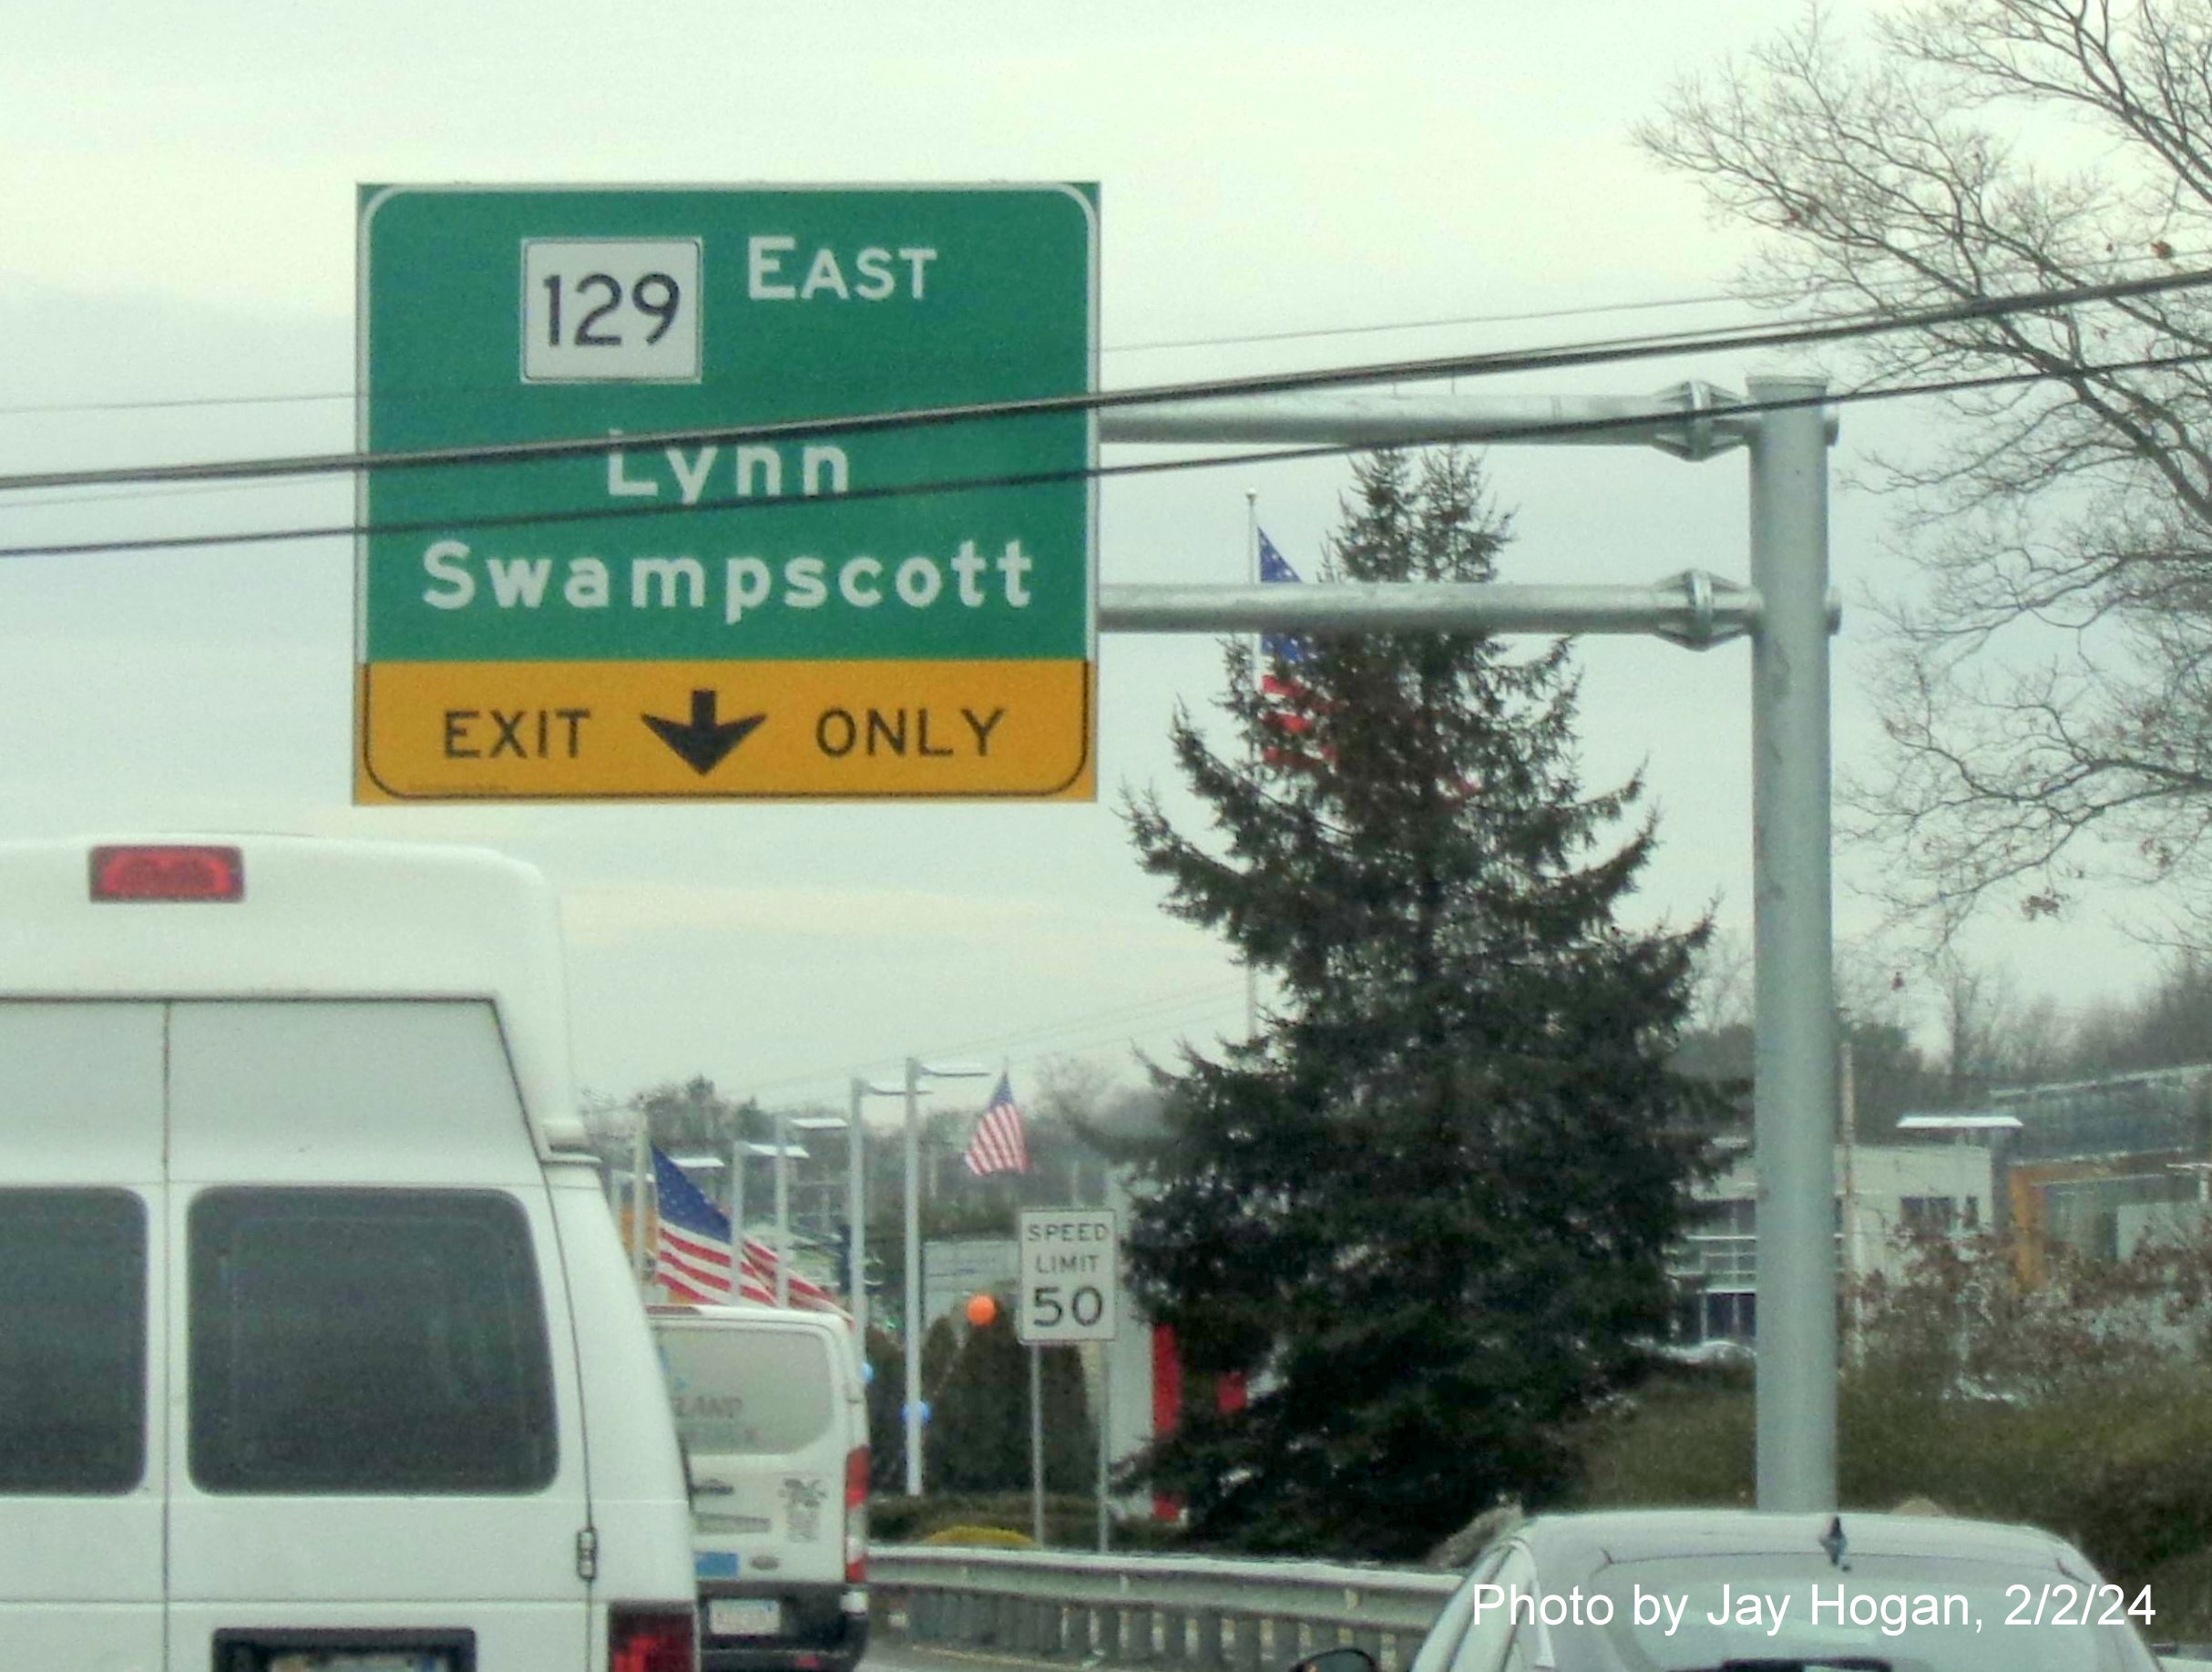 129 EAST
Lynn
Swampscott
EXIT ONLY
SPEED
LIMIT
50
Photo by Jay Hogan, 2/2/24